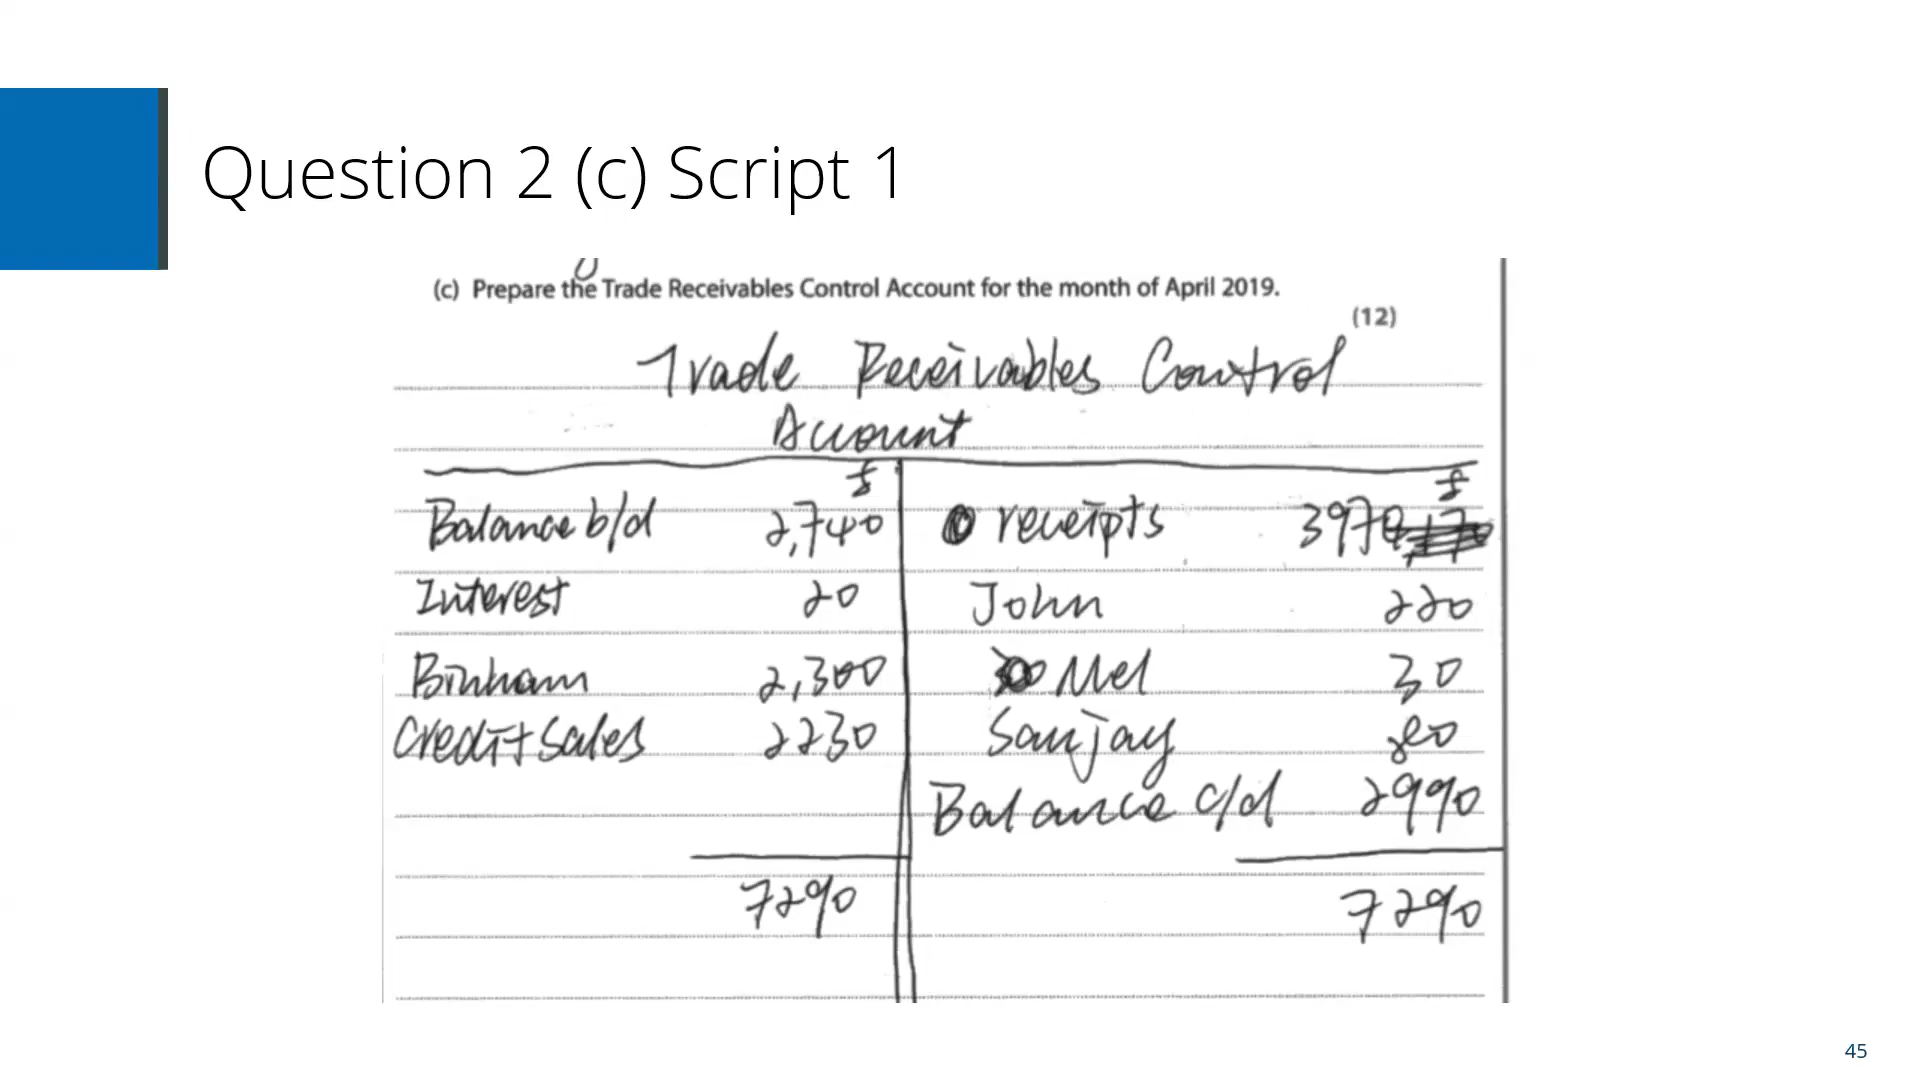 Question 2 (c) Script 1
(c) Prepare the Trade Receivables Control Account for the month of April 2019.
(12)
Trade Receivables Control
Account
£ £
Balance b/d 2,740 receipts 3970
Interest 20 John 220
Binham 2,300 Mel 30
Credit Sales 2230 Sanjay 80
Balance c/d 2990
7290 7290
45